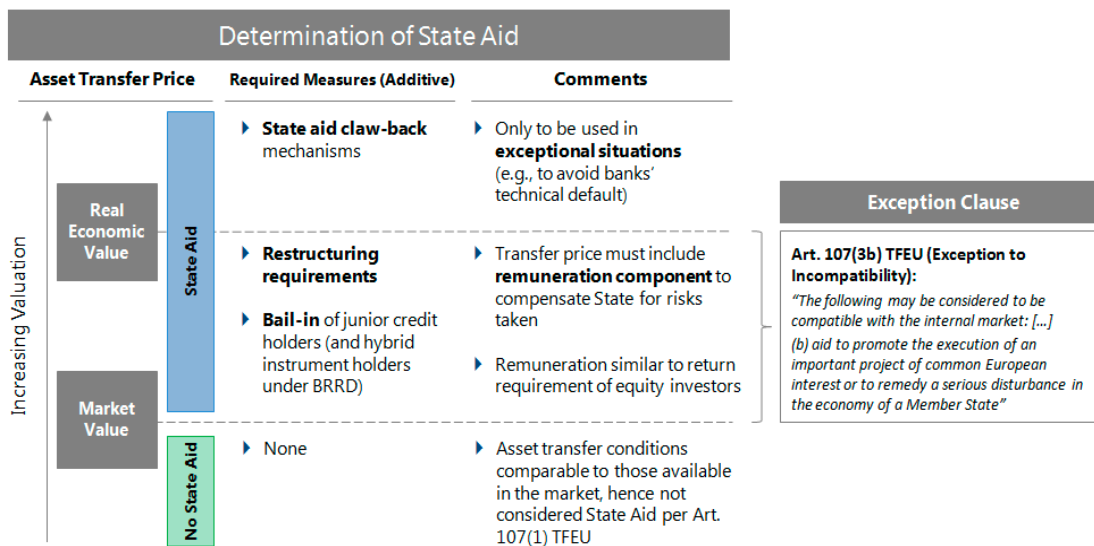 Determination of State Aid
Asset Transfer Price
Required Measures (Additive)
Comments
Increasing Valuation
Real
Economic
Value
Market
Value
State Aid
No State Aid
State aid claw-back
mechanisms
Only to be used in
exceptional situations
(e.g., to avoid banks'
technical default)
Restructuring
requirements
Bail-in of junior credit
holders (and hybrid
instrument holders
under BRRD)
Transfer price must include
remuneration component to
compensate State for risks
taken
Remuneration similar to return
requirement of equity investors
None
Asset transfer conditions
comparable to those available
in the market, hence not
considered State Aid per Art.
107(1) TFEU
Exception Clause
Art. 107(3b) TFEU (Exception to
Incompatibility):
“The following may be considered to be
compatible with the internal market: [...]
(b) aid to promote the execution of an
important project of common European
interest or to remedy a serious disturbance in
the economy of a Member State”